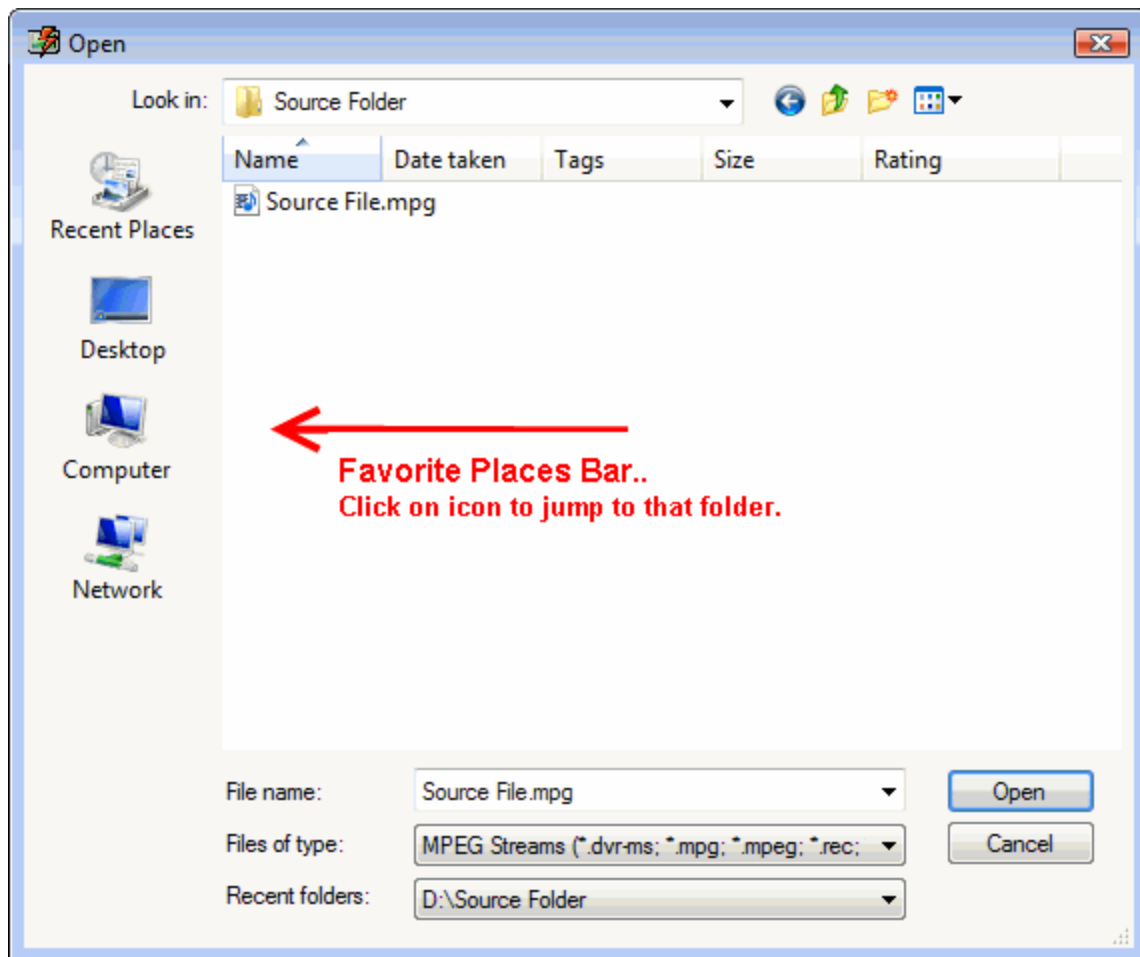 Open
Look in: Source Folder
Name Date taken Tags Size Rating
Source File.mpg
Recent Places
Desktop
Computer
Network
Favorite Places Bar..
Click on icon to jump to that folder.
File name: Source File.mpg Open
Files of type: MPEG Streams (*.dvr-ms; *.mpg; *.mpeg; *.rec; Cancel
Recent folders: D:\Source Folder